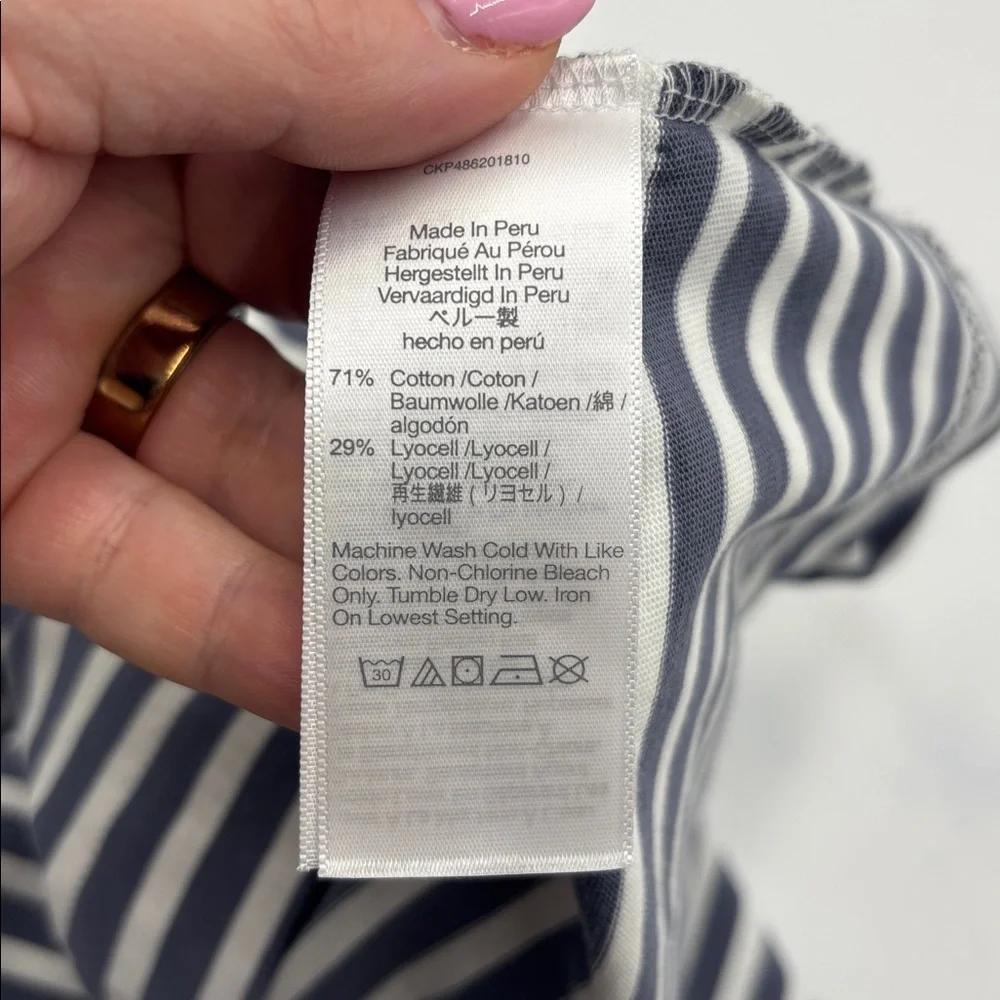 CKP486201810
Made In Peru
Fabriqué Au Pérou
Hergestellt In Peru
Vervaardigd In Peru
ペルー製
hecho en perú
71% Cotton /Coton /
Baumwolle /Katoen /綿 /
algodón
29% Lyocell /Lyocell /
Lyocell /Lyocell /
再生繊維 ( リヨセル ) /
lyocell
Machine Wash Cold With Like
Colors. Non-Chlorine Bleach
Only. Tumble Dry Low. Iron
On Lowest Setting.
30